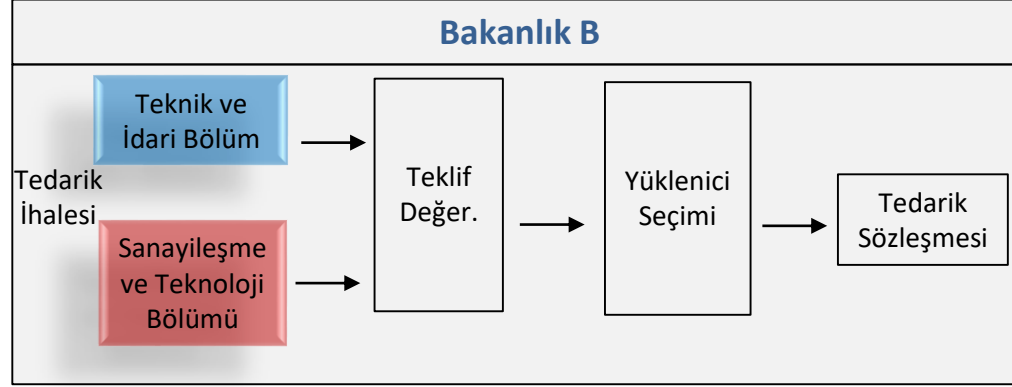 Bakanlık B
Tedarik
İhalesi
Teknik ve
İdari Bölüm
Sanayileşme
ve Teknoloji
Bölümü
Teklif
Değer.
Yüklenici
Seçimi
Tedarik
Sözleşmesi